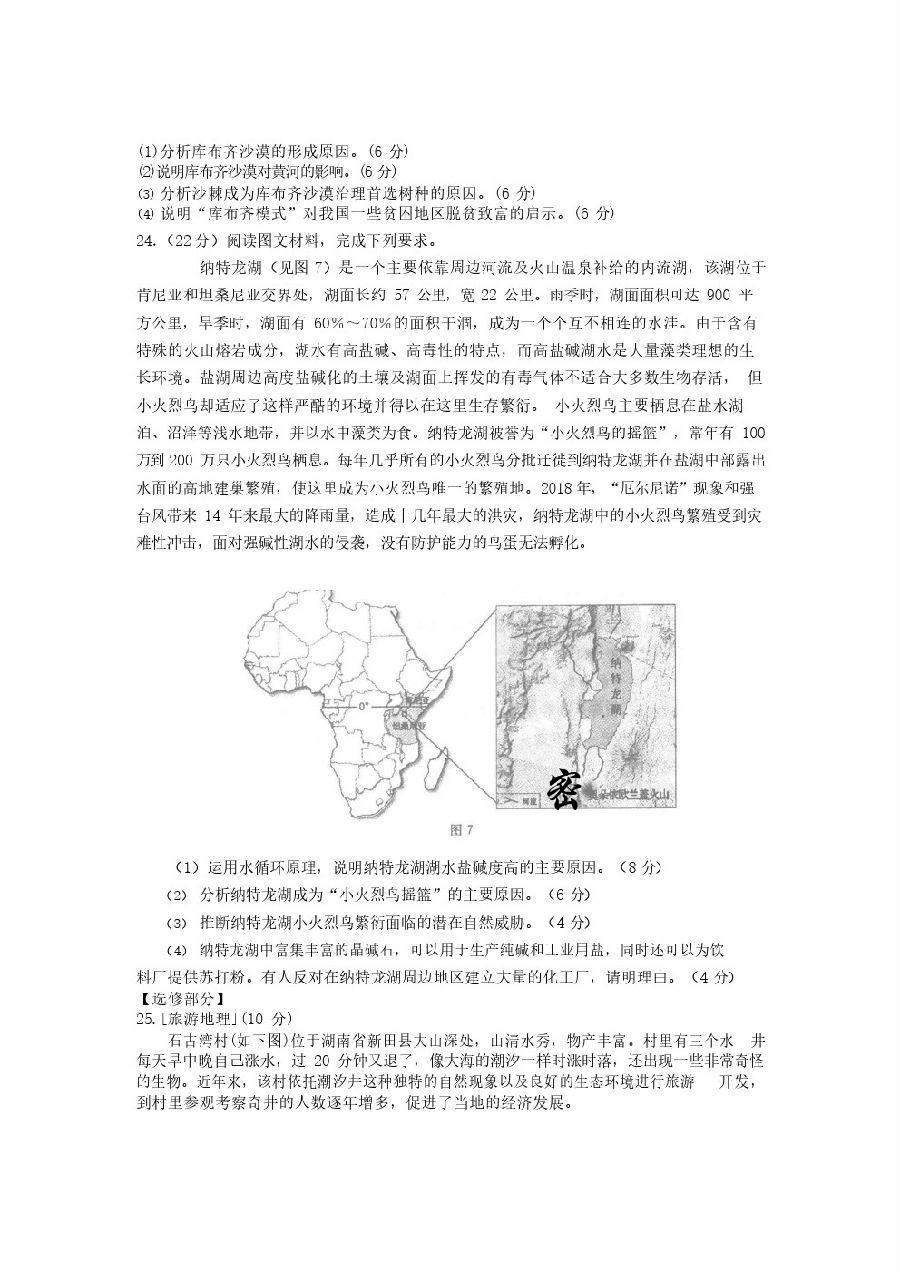 (1)分析库布齐沙漠的形成原因。(6 分)
(2)说明库布齐沙漠对黄河的影响。(6 分)
(3) 分析沙棘成为库布齐沙漠治理首选树种的原因。(6 分)
(4) 说明“库布齐模式”对我国一些贫困地区脱贫致富的启示。(6 分)
24.（22 分）阅读图文材料，完成下列要求。
纳特龙湖（见图 7）是一个主要依靠周边河流及火山温泉补给的内流湖，该湖位于
肯尼亚和坦桑尼亚交界处，湖面长约 57 公里，宽 22 公里。雨季时，湖面面积可达 900 平
方公里，旱季时，湖面有 60%～70%的面积干涸，成为一个个互不相连的水洼。由于含有
特殊的火山熔岩成分，湖水有高盐碱、高毒性的特点，而高盐碱湖水是大量藻类理想的生
长环境。盐湖周边高度盐碱化的土壤及湖面上挥发的有毒气体不适合大多数生物存活， 但
小火烈鸟却适应了这样严酷的环境并得以在这里生存繁衍。 小火烈鸟主要栖息在盐水湖
泊、沼泽等浅水地带，并以水中藻类为食。纳特龙湖被誉为“小火烈鸟的摇篮”，常年有 100
万到 200 万只小火烈鸟栖息。每年几乎所有的小火烈鸟分批迁徙到纳特龙湖并在盐湖中部露出
水面的高地建巢繁殖，使这里成为小火烈鸟唯一的繁殖地。2018 年，“厄尔尼诺”现象和强
台风带来 14 年来最大的降雨量，造成十几年最大的洪灾，纳特龙湖中的小火烈鸟繁殖受到灾
难性冲击，面对强碱性湖水的侵袭，没有防护能力的鸟蛋无法孵化。
纳特龙湖
0°
坦桑尼亚
密
河流
伦盖火山
图 7
（1）运用水循环原理，说明纳特龙湖湖水盐碱度高的主要原因。（8 分）
（2） 分析纳特龙湖成为“小火烈鸟摇篮”的主要原因。（6 分）
（3） 推断纳特龙湖小火烈鸟繁衍面临的潜在自然威胁。（4 分）
（4） 纳特龙湖中富集丰富的晶碱石，可以用于生产纯碱和工业用盐，同时还可以为饮
料厂提供苏打粉。有人反对在纳特龙湖周边地区建立大量的化工厂，请明理由。（4 分）
【选修部分】
25.[旅游地理](10 分)
石古湾村(如下图)位于湖南省新田县大山深处，山清水秀，物产丰富。村里有三个水 井
每天早中晚自己涨水，过 20 分钟又退了，像大海的潮汐一样时涨时落，还出现一些非常奇怪
的生物。近年来，该村依托潮汐井这种独特的自然现象以及良好的生态环境进行旅游 开发，
到村里参观考察奇井的人数逐年增多，促进了当地的经济发展。